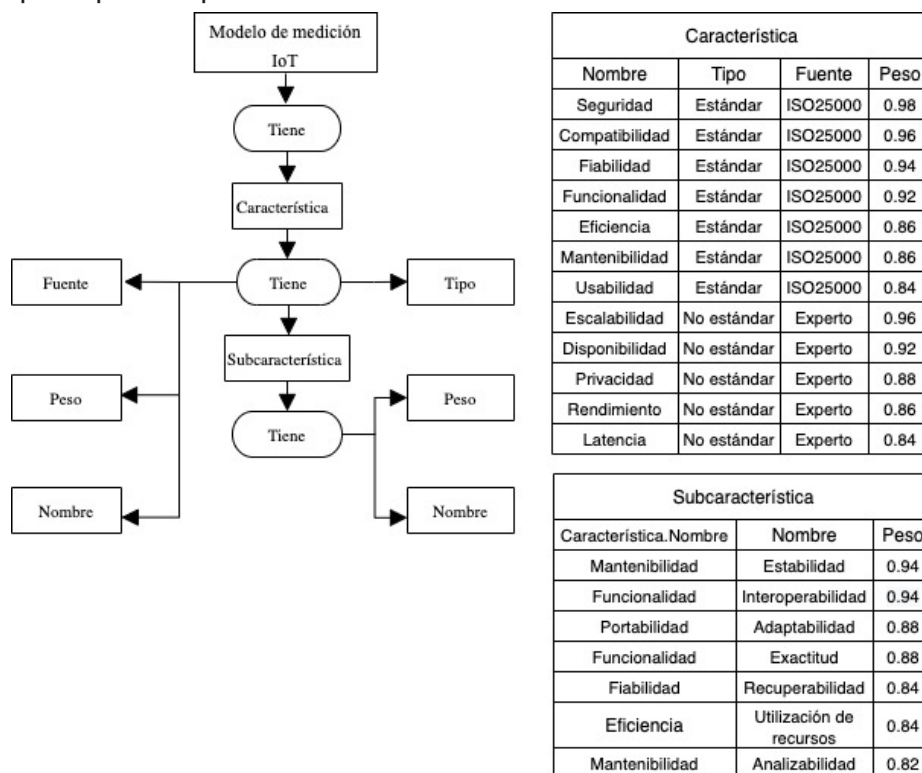 Modelo de medición
IoT
Tiene
Característica
Fuente
Tiene
Tipo
Subcaracterística
Peso
Tiene
Peso
Nombre
Nombre
Característica
Nombre Tipo Fuente Peso
Seguridad Estándar ISO25000 0.98
Compatibilidad Estándar ISO25000 0.96
Fiabilidad Estándar ISO25000 0.94
Funcionalidad Estándar ISO25000 0.92
Eficiencia Estándar ISO25000 0.86
Mantenibilidad Estándar ISO25000 0.86
Usabilidad Estándar ISO25000 0.84
Escalabilidad No estándar Experto 0.96
Disponibilidad No estándar Experto 0.92
Privacidad No estándar Experto 0.88
Rendimiento No estándar Experto 0.86
Latencia No estándar Experto 0.84
Subcaracterística
Característica.Nombre Nombre Peso
Mantenibilidad Estabilidad 0.94
Funcionalidad Interoperabilidad 0.94
Portabilidad Adaptabilidad 0.88
Funcionalidad Exactitud 0.88
Fiabilidad Recuperabilidad 0.84
Eficiencia Utilización de
recursos 0.84
Mantenibilidad Analizabilidad 0.82